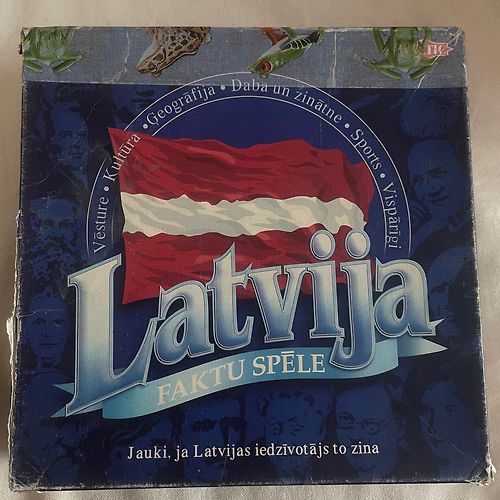 Vēsture • Kultūra • Ģeogrāfija • Daba un zinātne • Sports • Vispārīgi
Latvija
FAKTU SPĒLE
Jauki, ja Latvijas iedzīvotājs to zina